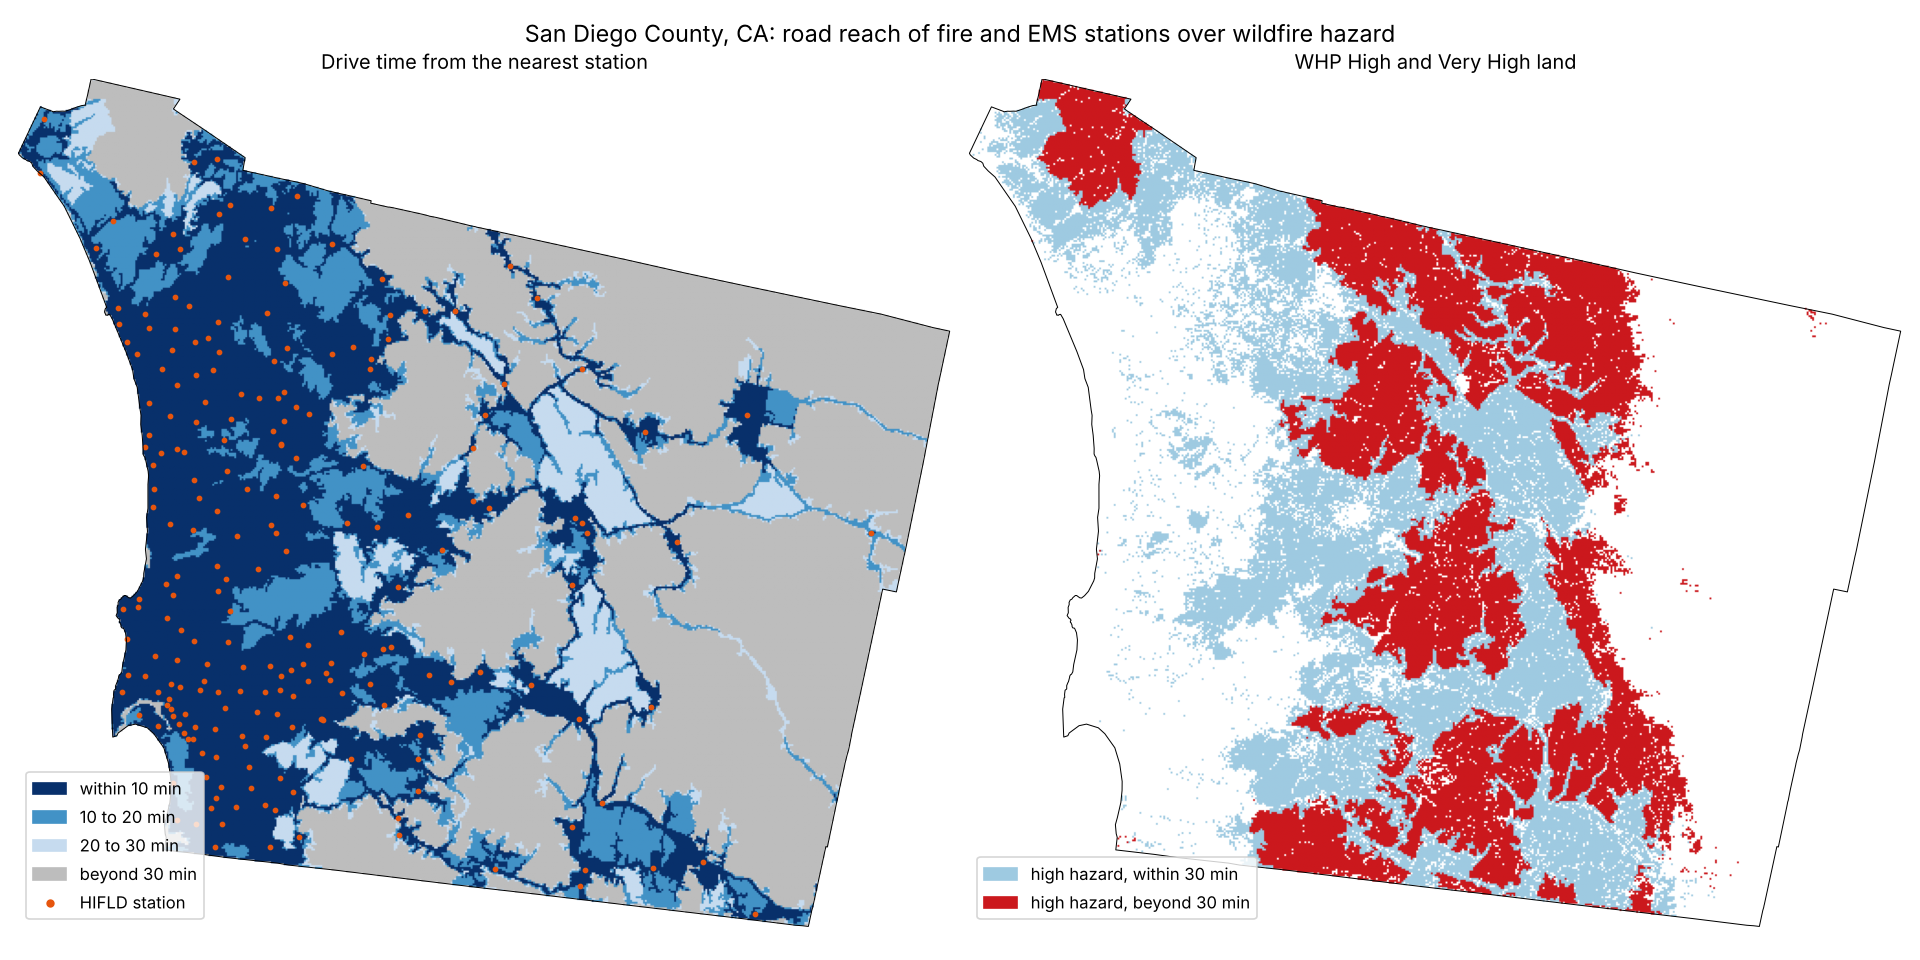 San Diego County, CA: road reach of fire and EMS stations over wildfire hazard
Drive time from the nearest station
WHP High and Very High land
within 10 min
10 to 20 min
20 to 30 min
beyond 30 min
HIFLD station
high hazard, within 30 min
high hazard, beyond 30 min